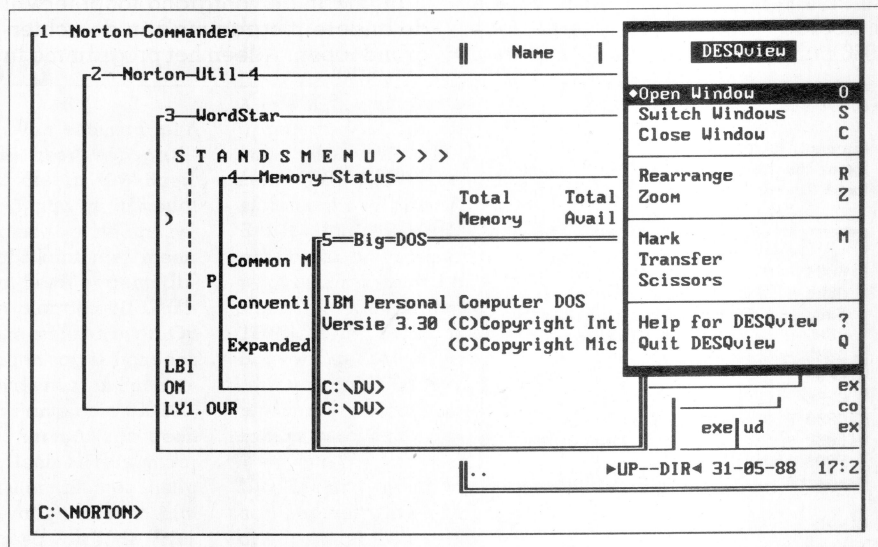 1—Norton-Commander
Name
2—Norton-Util-4
3—WordStar
S T A N D S M E N U > > >
4—Memory-Status
Total Total
Memory Avail
5══Big═DOS
Common M
P
Conventi
IBM Personal Computer DOS
Versie 3.30 (C)Copyright Int
Expanded
(C)Copyright Mic
LBI
OM
C:\DV>
LY1.OVR
C:\DV>
DESQview
Open Window O
Switch Windows S
Close Window C
Rearrange R
Zoom Z
Mark M
Transfer
Scissors
Help for DESQview ?
Quit DESQview Q
ex
co
exe ud ex
.. ►UP--DIR◄ 31-05-88 17:2
C:\NORTON>